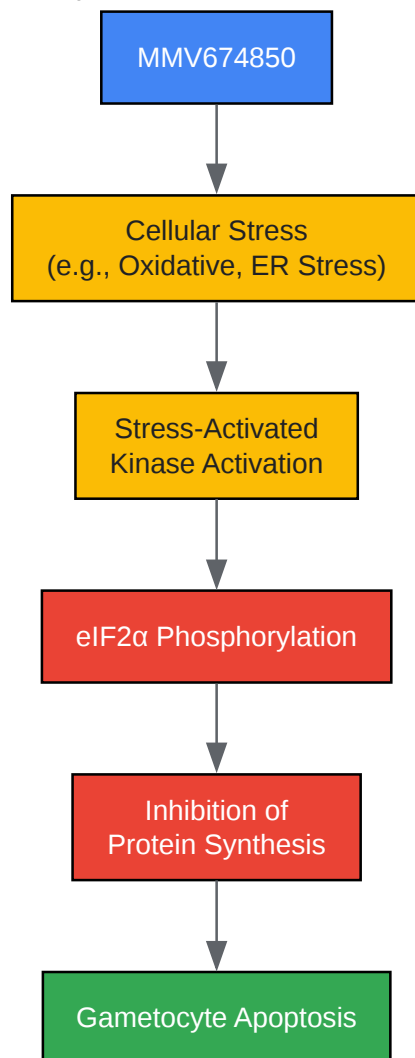 MMV674850
Cellular Stress
(e.g., Oxidative, ER Stress)
Stress-Activated
Kinase Activation
eIF2α Phosphorylation
Inhibition of
Protein Synthesis
Gametocyte Apoptosis